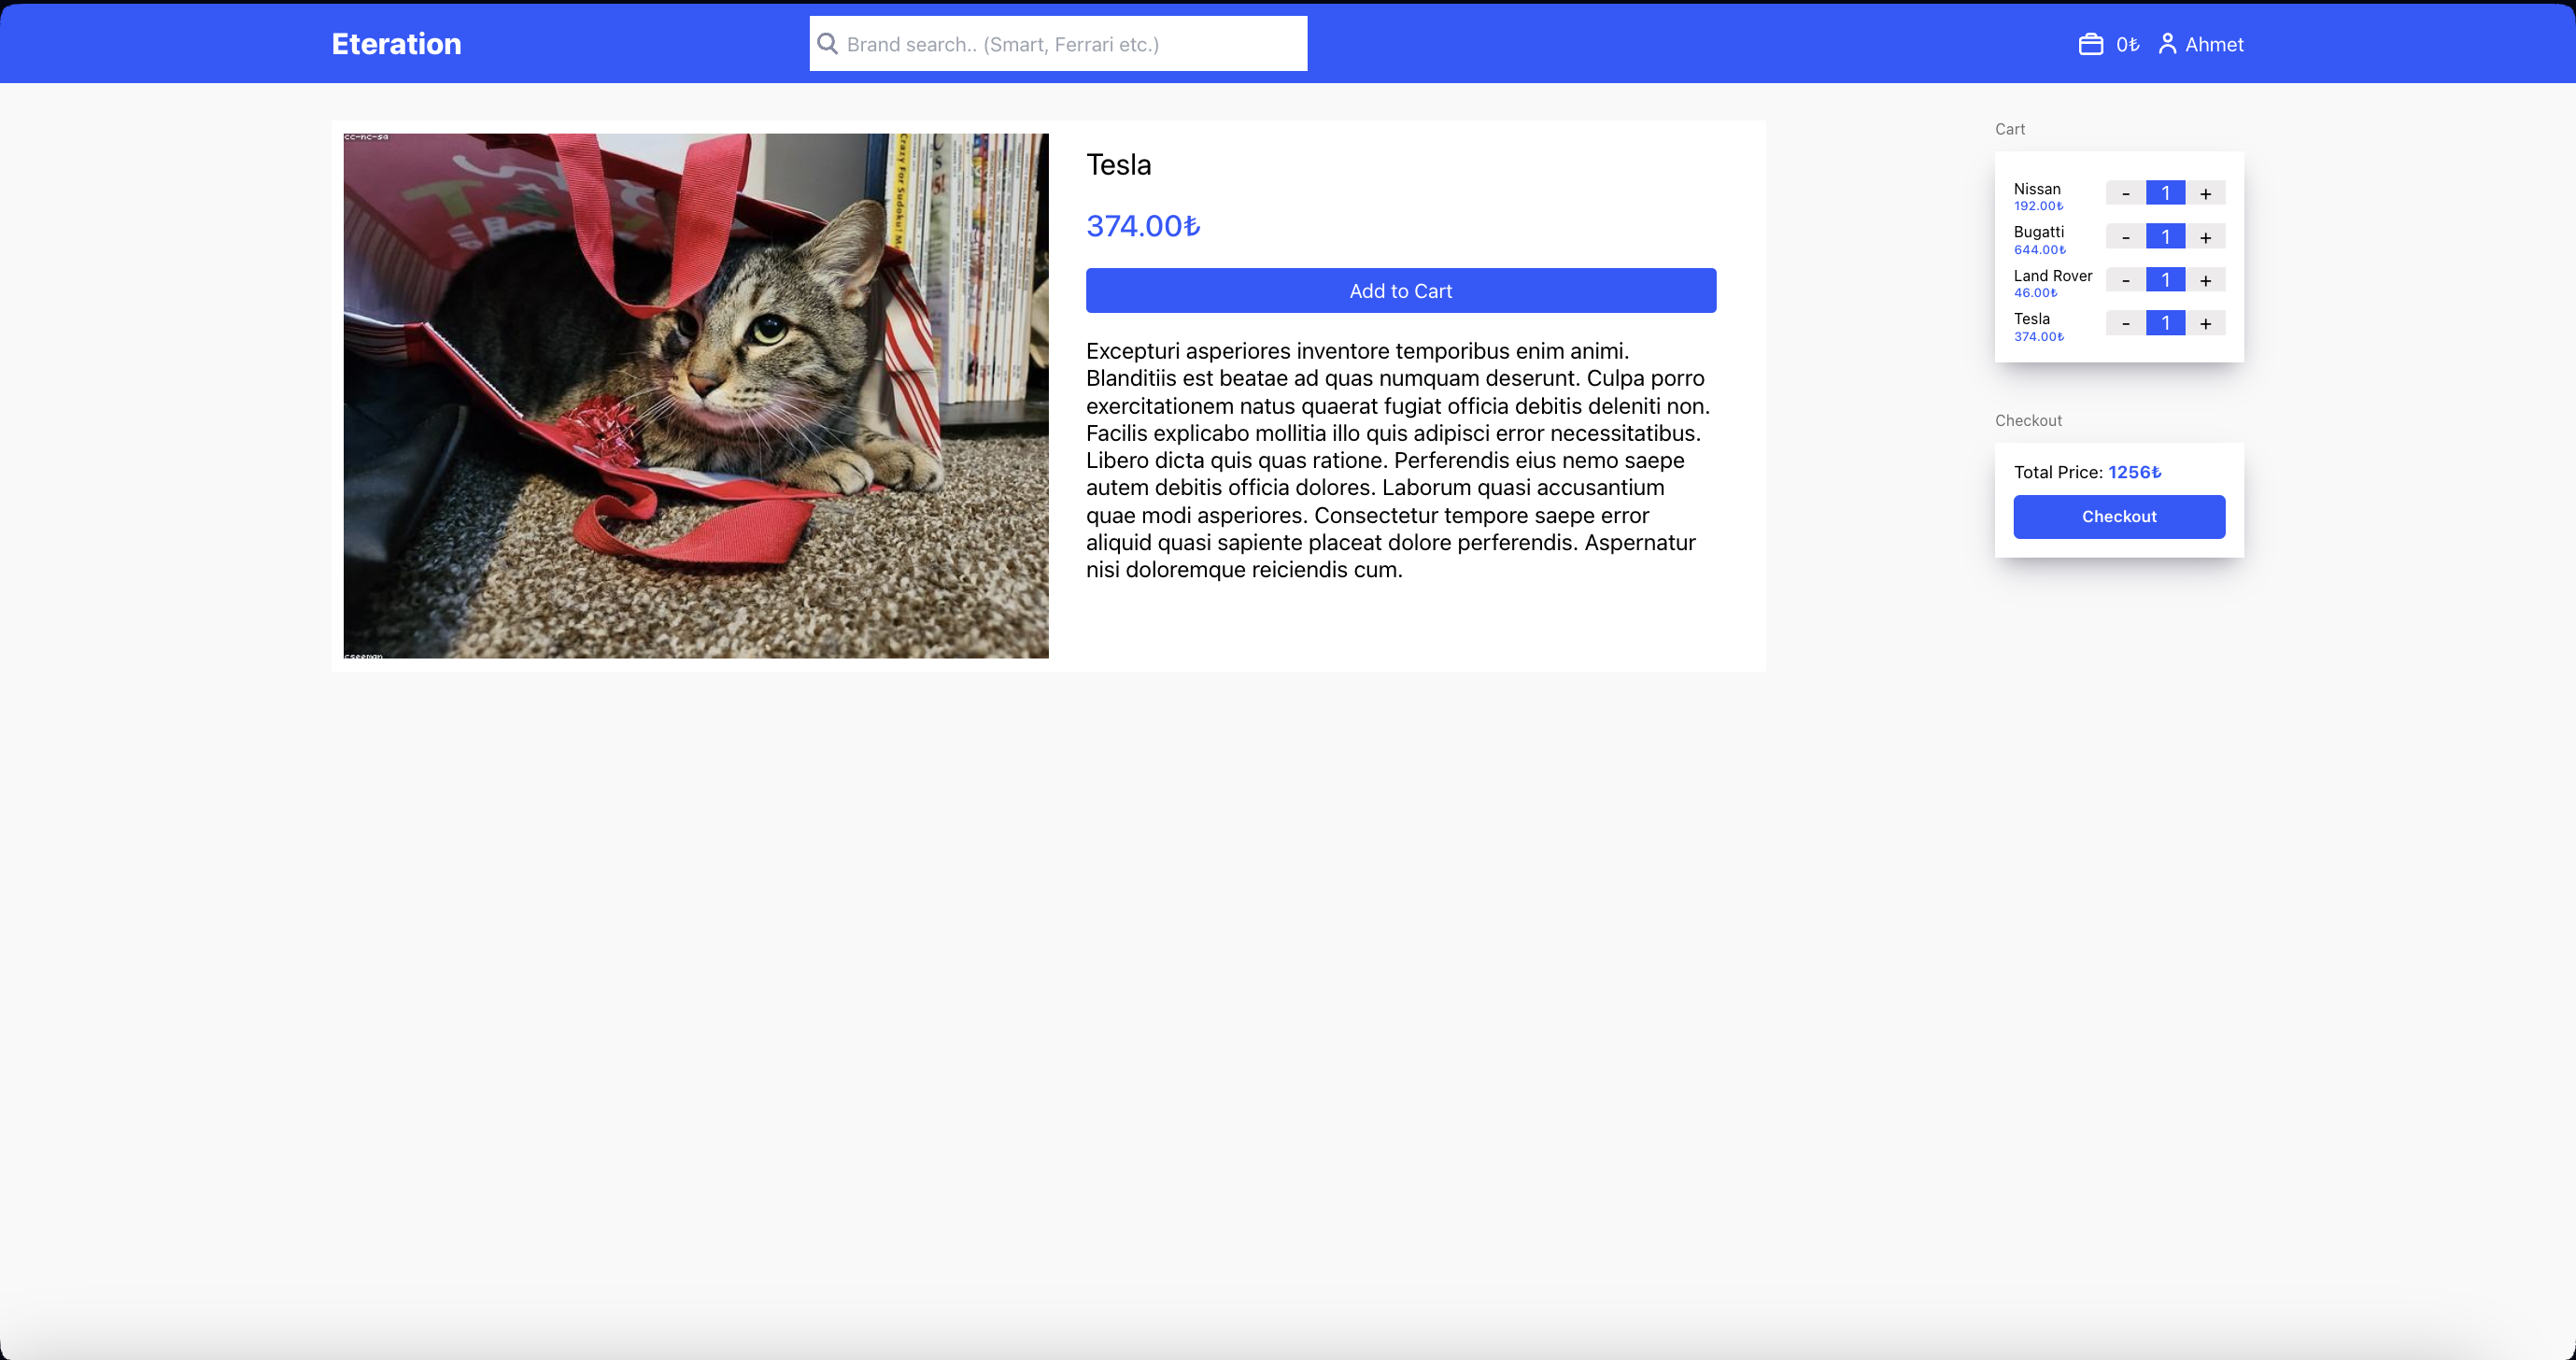 Eteration
Brand search.. (Smart, Ferrari etc.)
0₺
Ahmet
cc-nc-sa
Crazy For Sudoku!
cseeman
Tesla
374.00₺
Add to Cart
Excepturi asperiores inventore temporibus enim animi.
Blanditiis est beatae ad quas numquam deserunt. Culpa porro
exercitationem natus quaerat fugiat officia debitis deleniti non.
Facilis explicabo mollitia illo quis adipisci error necessitatibus.
Libero dicta quis quas ratione. Perferendis eius nemo saepe
autem debitis officia dolores. Laborum quasi accusantium
quae modi asperiores. Consectetur tempore saepe error
aliquid quasi sapiente placeat dolore perferendis. Aspernatur
nisi doloremque reiciendis cum.
Cart
Nissan
192.00₺
- 1 +
Bugatti
644.00₺
- 1 +
Land Rover
46.00₺
- 1 +
Tesla
374.00₺
- 1 +
Checkout
Total Price: 1256₺
Checkout